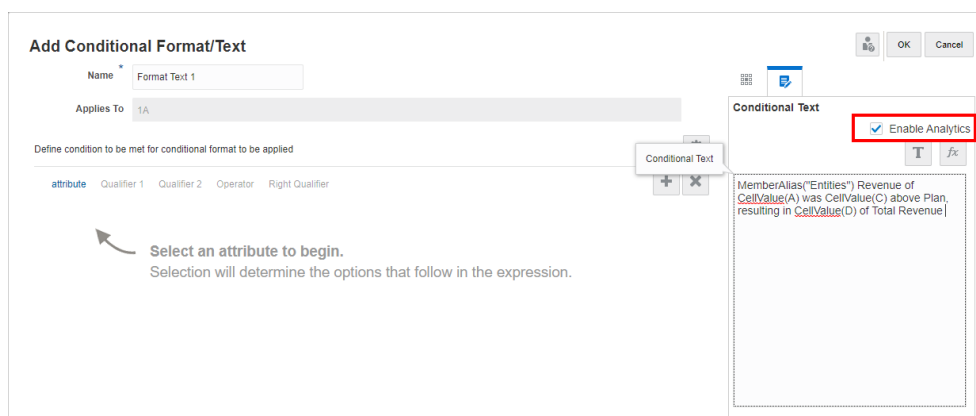 Add Conditional Format/Text
OK Cancel
* Name Format Text 1
Applies To 1A
Conditional Text
Enable Analytics
Define condition to be met for conditional format to be applied
T fx
Conditional Text
attribute Qualifier 1 Qualifier 2 Operator Right Qualifier
MemberAlias("Entities") Revenue of
CellValue(A) was CellValue(C) above Plan,
resulting in CellValue(D) of Total Revenue
Select an attribute to begin.
Selection will determine the options that follow in the expression.